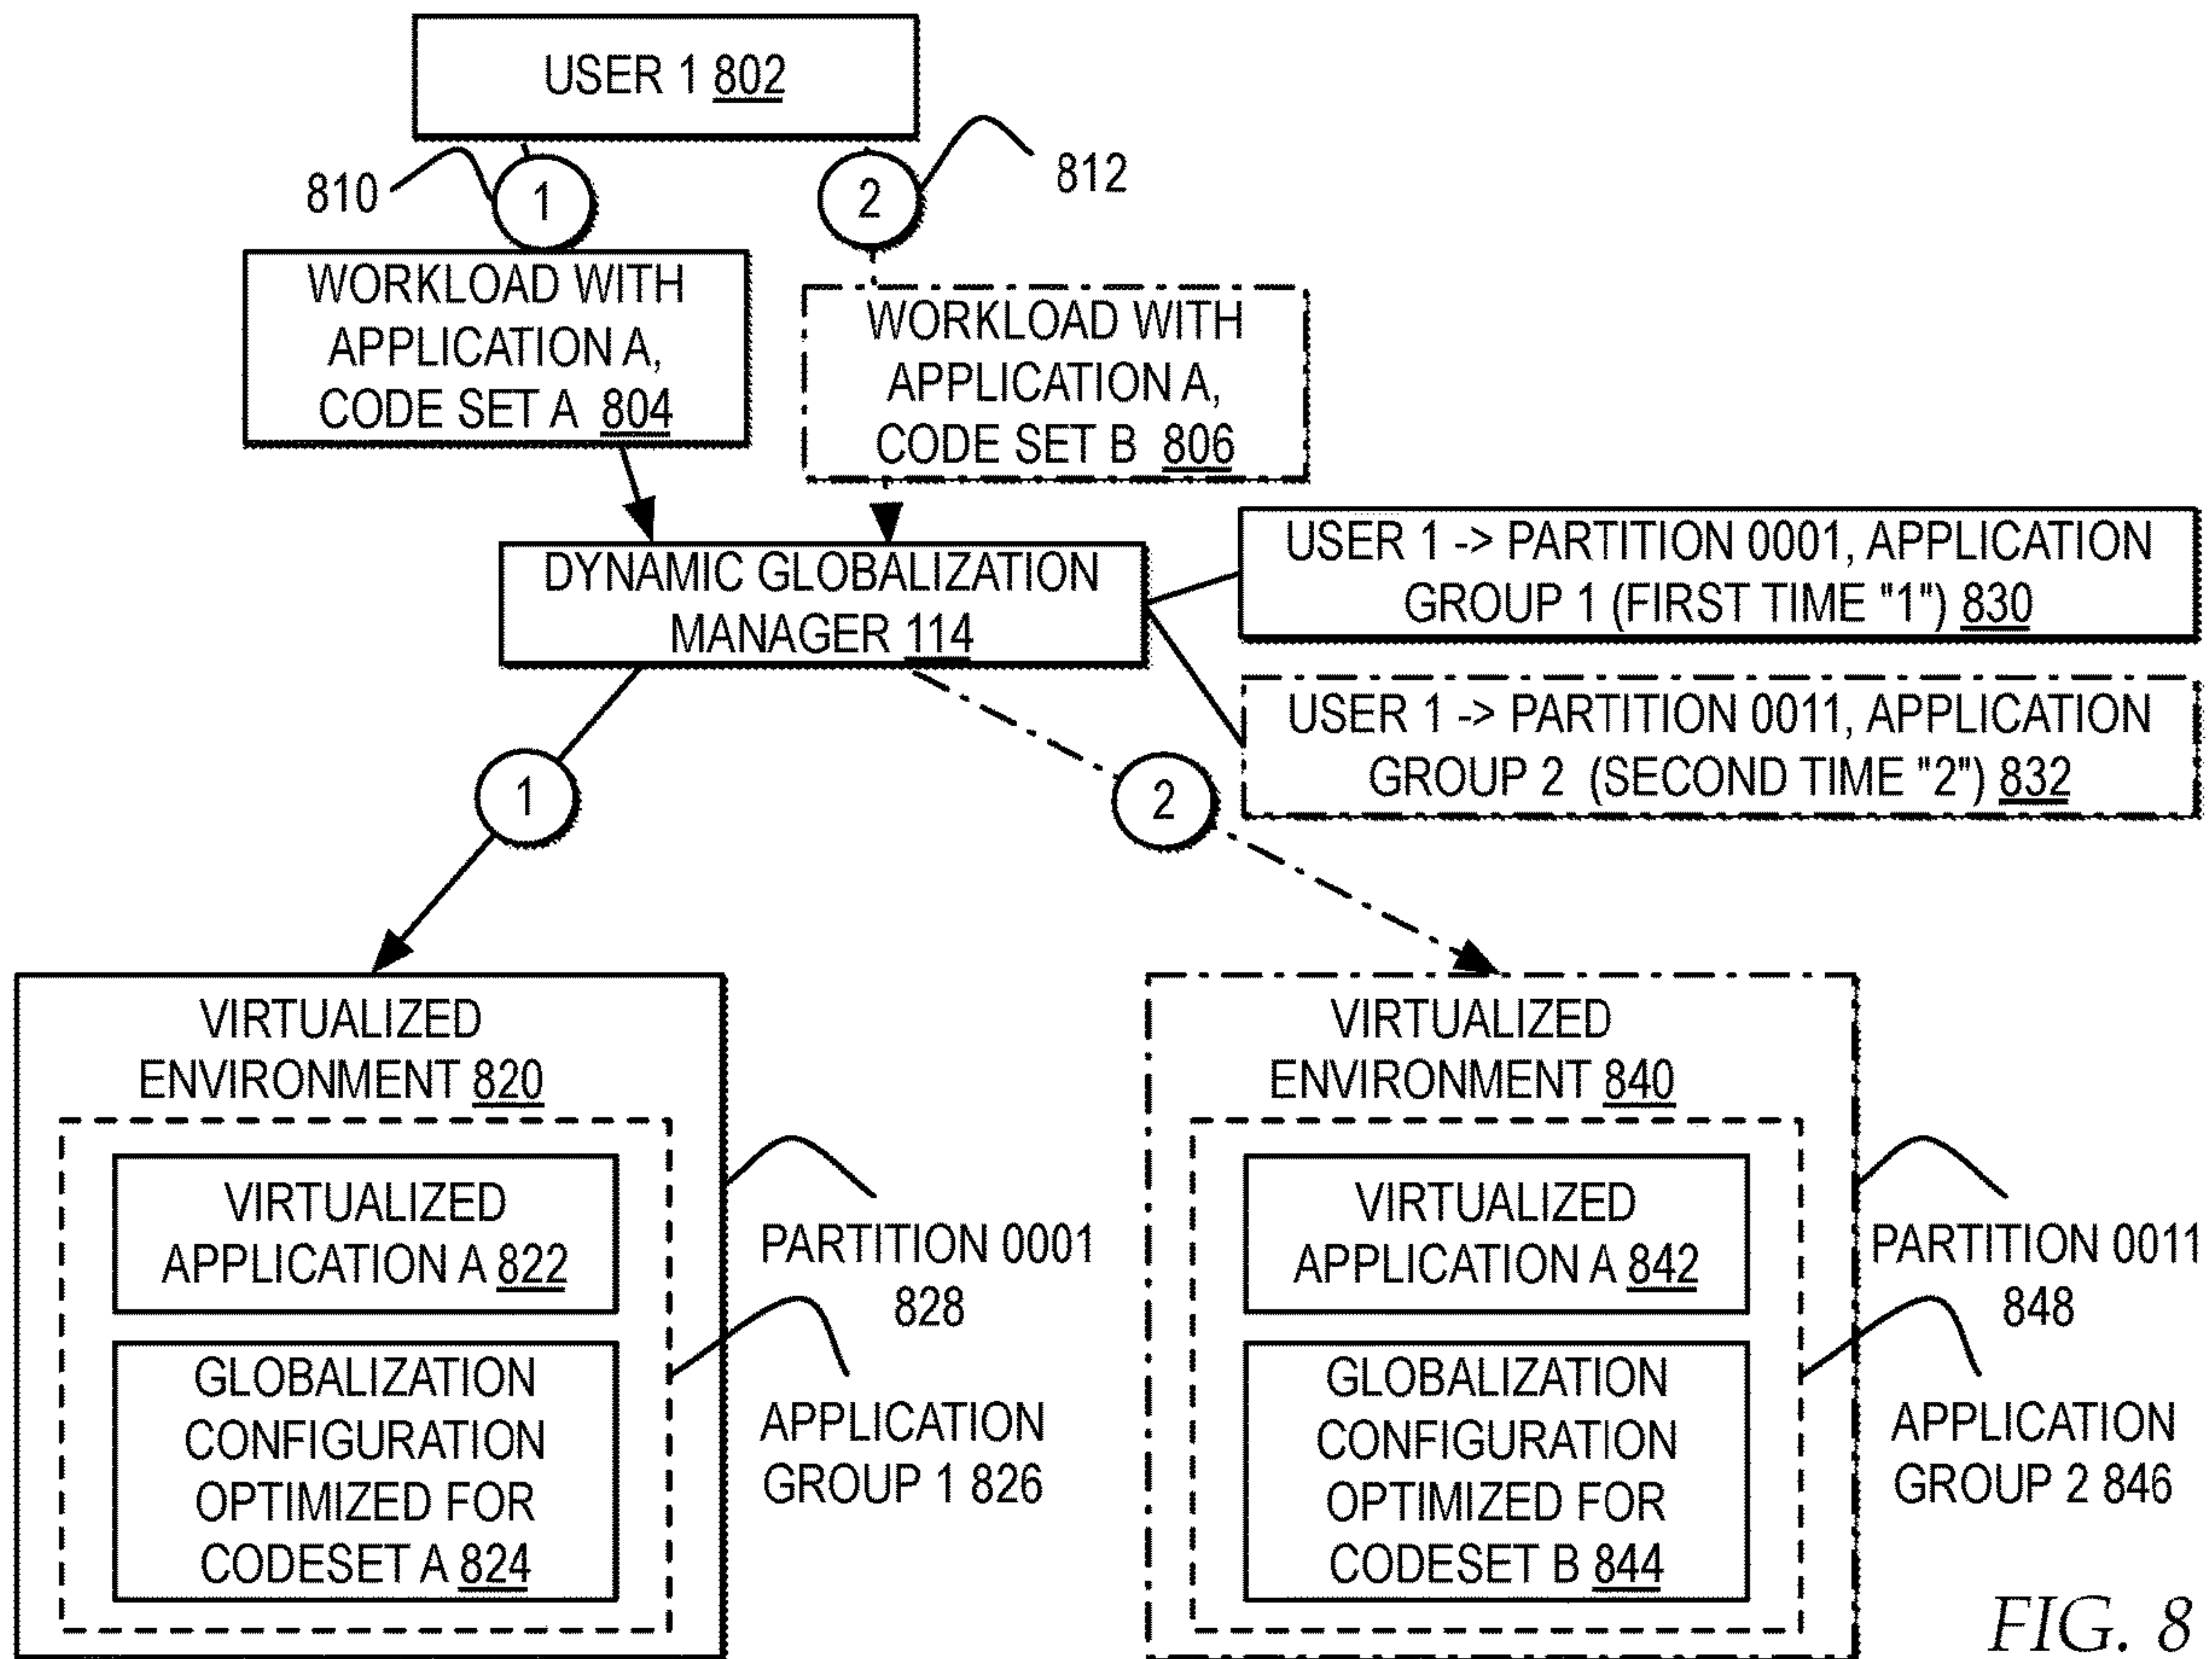 USER 1 802
810
1
2
812
WORKLOAD WITH
APPLICATION A,
CODE SET A 804
WORKLOAD WITH
APPLICATION A,
CODE SET B 806
DYNAMIC GLOBALIZATION
MANAGER 114
USER 1 -> PARTITION 0001, APPLICATION
GROUP 1 (FIRST TIME "1") 830
USER 1 -> PARTITION 0011, APPLICATION
GROUP 2 (SECOND TIME "2") 832
1
2
VIRTUALIZED
ENVIRONMENT 820
VIRTUALIZED
APPLICATION A 822
GLOBALIZATION
CONFIGURATION
OPTIMIZED FOR
CODESET A 824
PARTITION 0001
828
APPLICATION
GROUP 1 826
VIRTUALIZED
ENVIRONMENT 840
VIRTUALIZED
APPLICATION A 842
GLOBALIZATION
CONFIGURATION
OPTIMIZED FOR
CODESET B 844
PARTITION 0011
848
APPLICATION
GROUP 2 846
FIG. 8